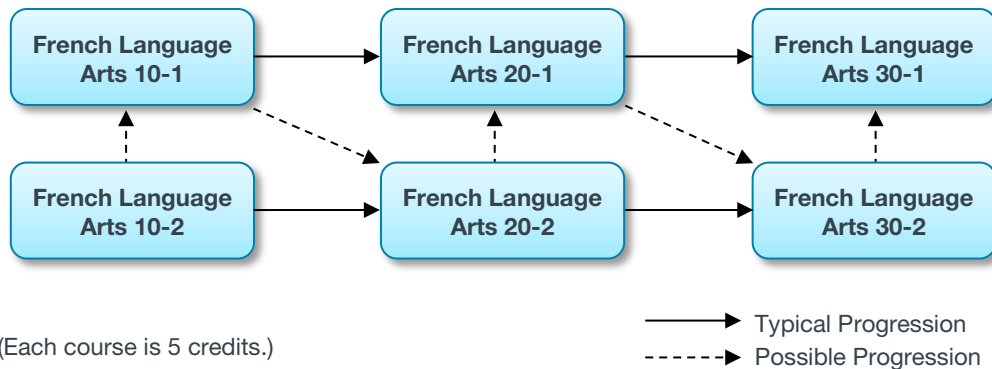 French Language
Arts 10-1
French Language
Arts 20-1
French Language
Arts 30-1
French Language
Arts 10-2
French Language
Arts 20-2
French Language
Arts 30-2
(Each course is 5 credits.)
Typical Progression
Possible Progression